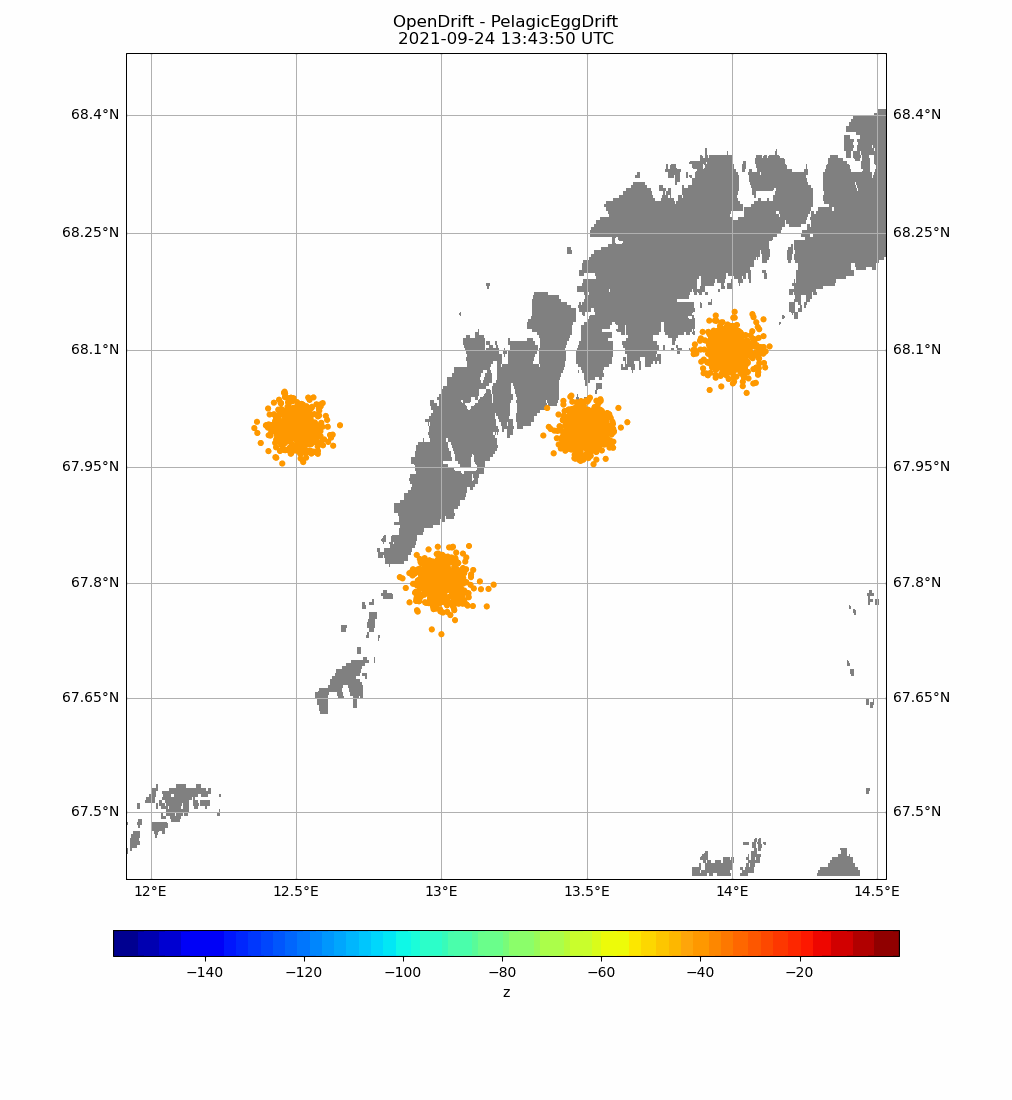 OpenDrift - PelagicEggDrift
2021-09-24 13:43:50 UTC
68.4°N 68.4°N
68.25°N 68.25°N
68.1°N 68.1°N
67.95°N 67.95°N
67.8°N 67.8°N
67.65°N 67.65°N
67.5°N 67.5°N
12°E 12.5°E 13°E 13.5°E 14°E 14.5°E
−140 −120 −100 −80 −60 −40 −20
z